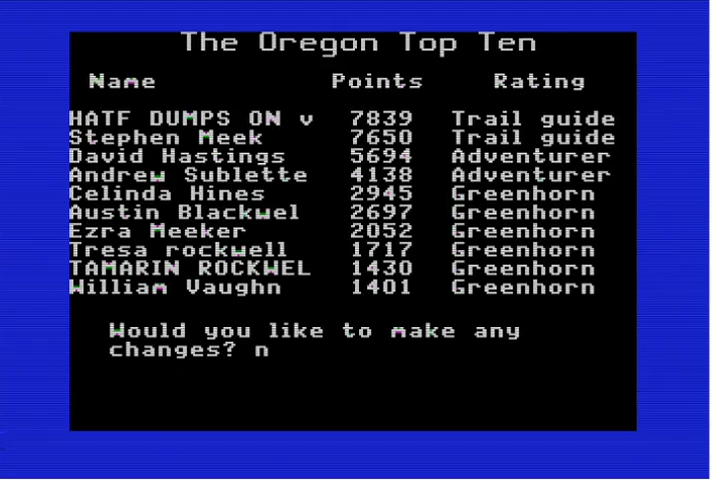 The Oregon Top Ten
Name Points Rating
HATF DUMPS ON v 7839 Trail guide
Stephen Meek 7650 Trail guide
David Hastings 5694 Adventurer
Andrew Sublette 4138 Adventurer
Celinda Hines 2945 Greenhorn
Austin Blackwel 2697 Greenhorn
Ezra Meeker 2052 Greenhorn
Tresa rockwell 1717 Greenhorn
TAMARIN ROCKWEL 1430 Greenhorn
William Vaughn 1401 Greenhorn
Would you like to make any
changes? n